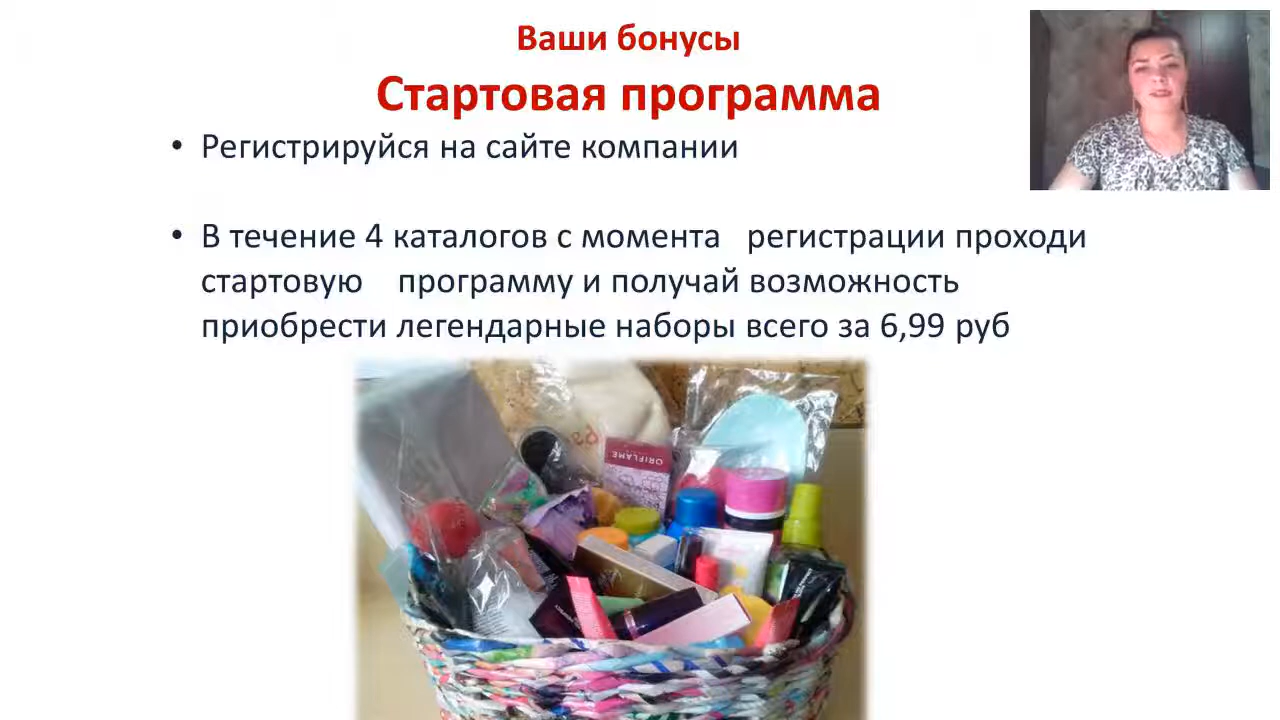 Ваши бонусы
Стартовая программа
• Регистрируйся на сайте компании
• В течение 4 каталогов с момента регистрации проходи
стартовую программу и получай возможность
приобрести легендарные наборы всего за 6,99 руб
ORIFLAME